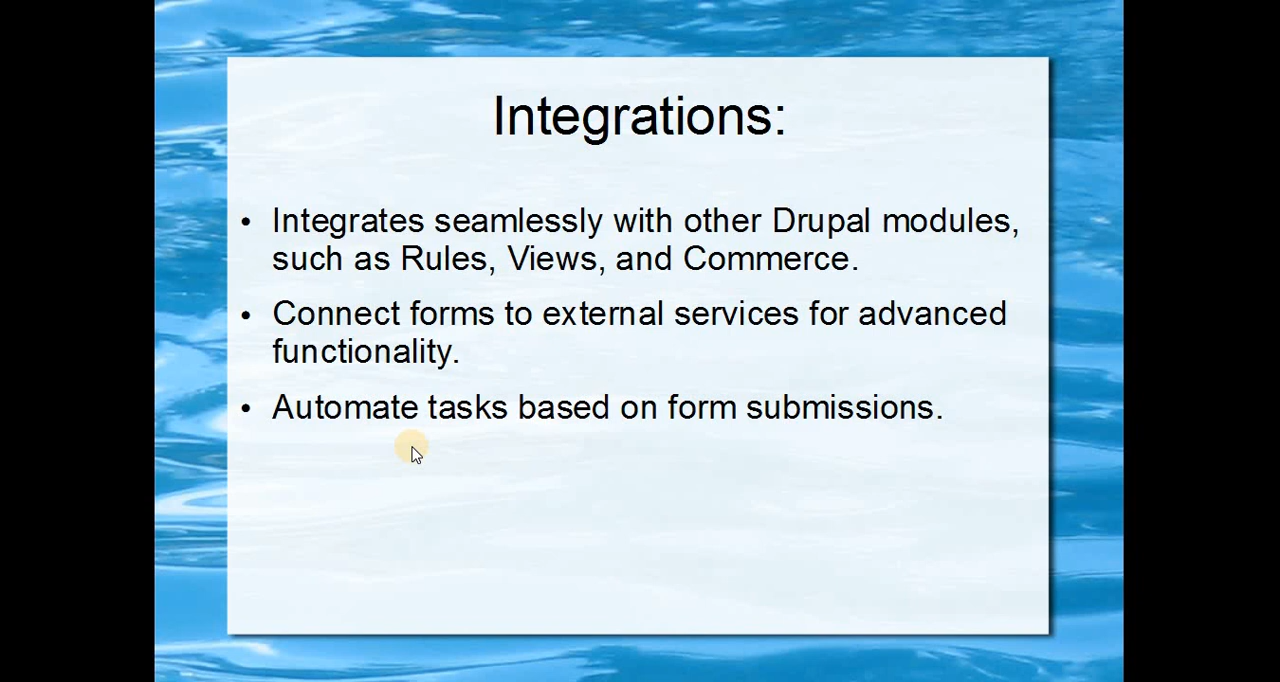 Integrations:
• Integrates seamlessly with other Drupal modules,
such as Rules, Views, and Commerce.
• Connect forms to external services for advanced
functionality.
• Automate tasks based on form submissions.